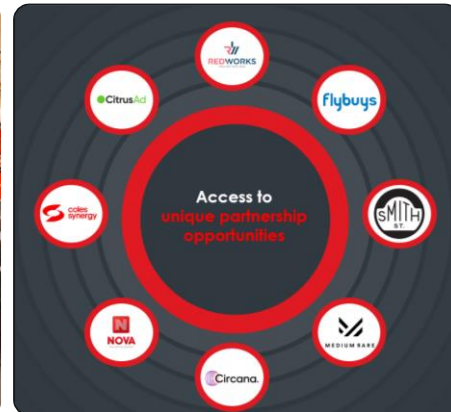 REDWORKS
CitrusAd
flybuys
coles
synergy
Access to
unique partnership
opportunities
SMITH
ST.
N
NOVA
MEDIUM RARE
Circana.